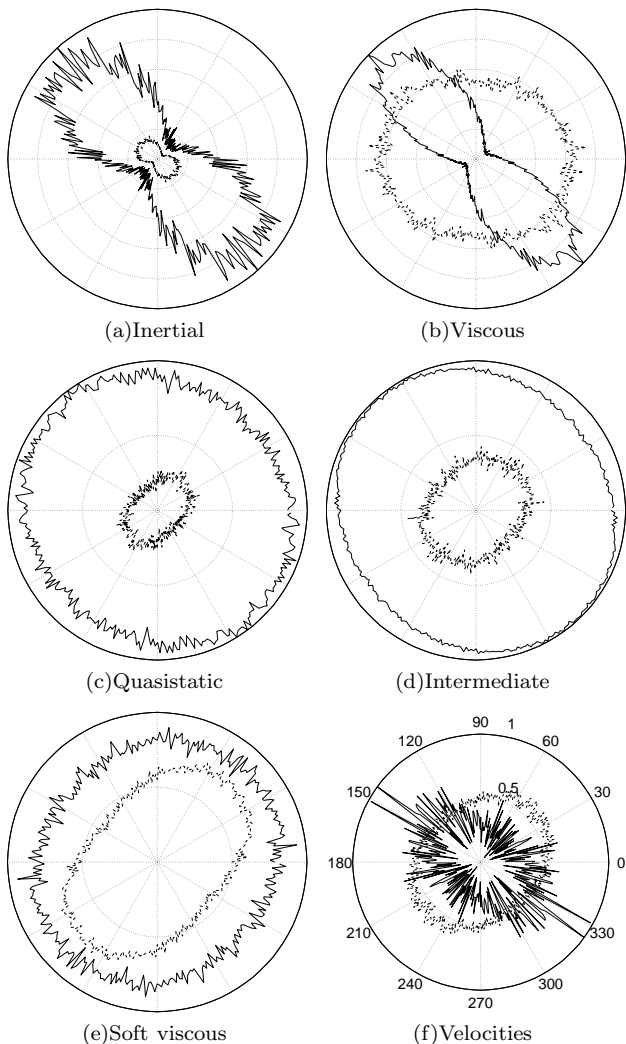 (a)Inertial
(b)Viscous
(c)Quasistatic
(d)Intermediate
90
1
120
60
150
0.5
30
180
0
210
330
240
300
270
(e)Soft viscous
(f)Velocities